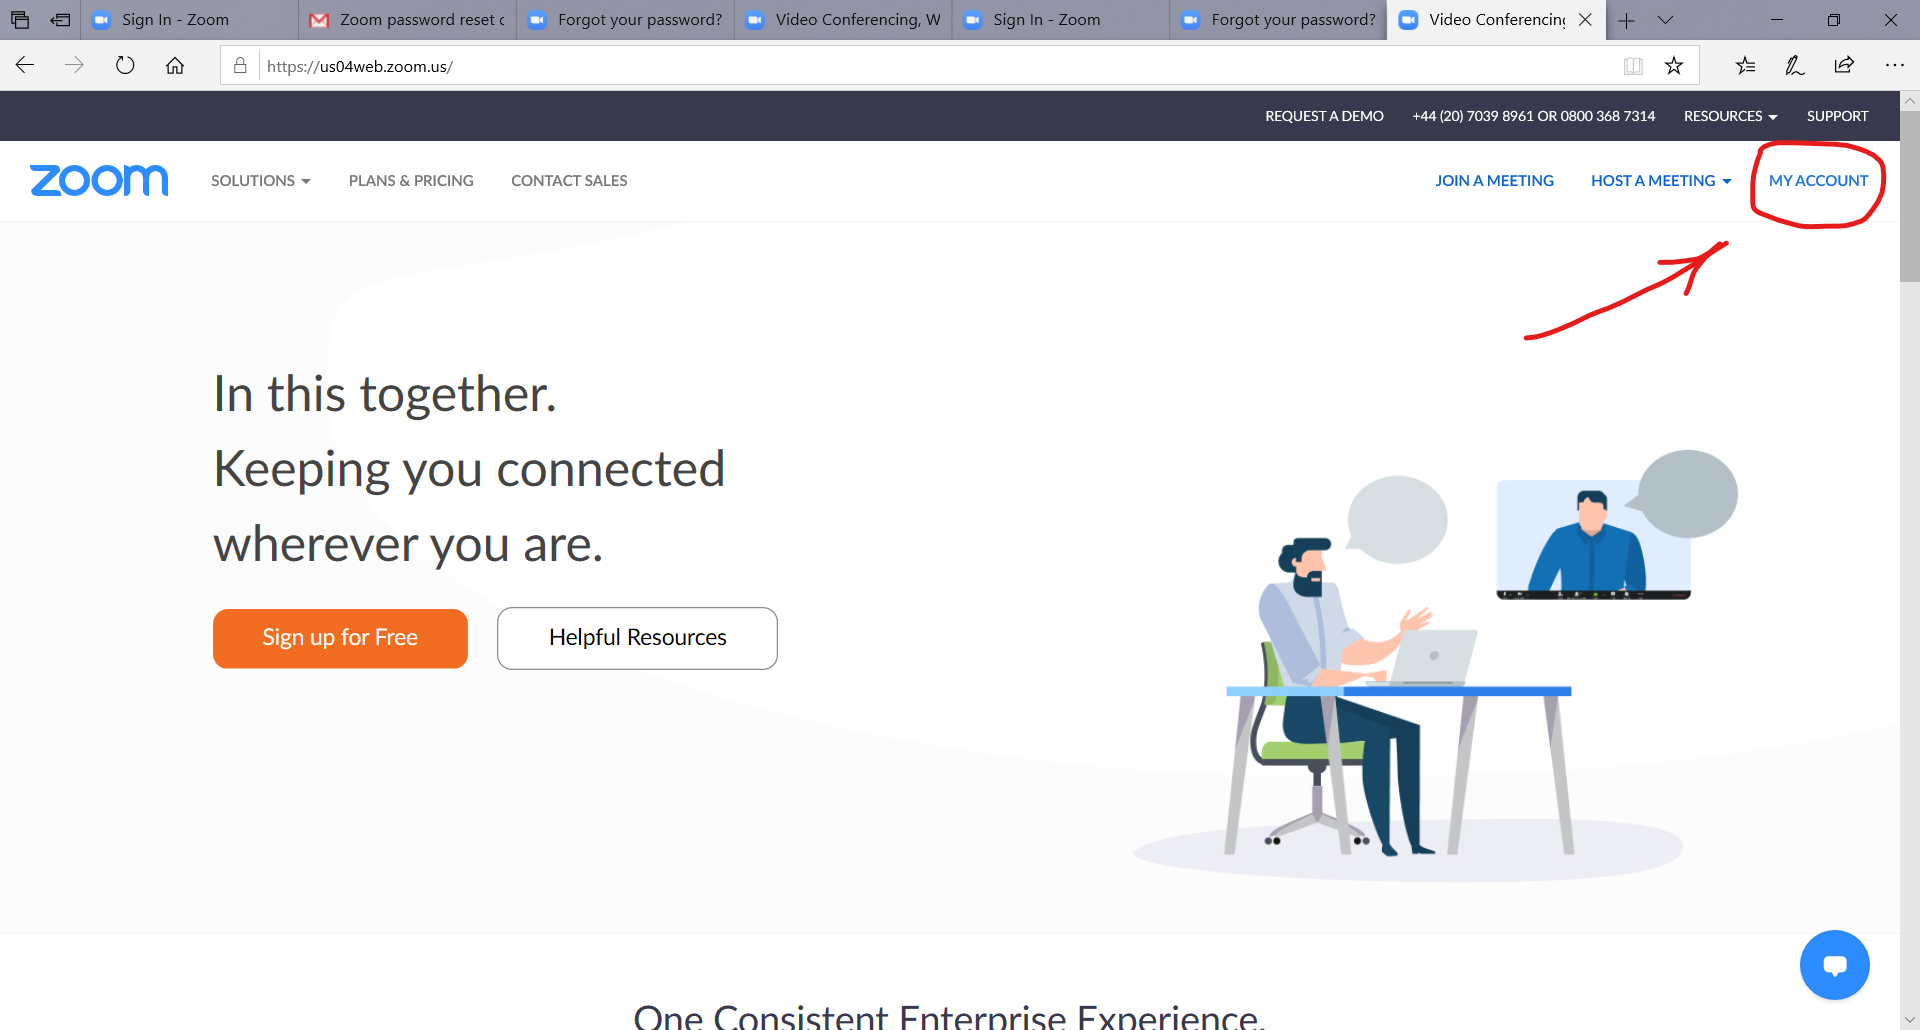 Sign In - Zoom
Zoom password reset c
Forgot your password?
Video Conferencing, W
Sign In - Zoom
Forgot your password?
Video Conferencin
https://us04web.zoom.us/
REQUEST A DEMO
+44 (20) 7039 8961 OR 0800 368 7314
RESOURCES
SUPPORT
zoom
SOLUTIONS
PLANS & PRICING
CONTACT SALES
JOIN A MEETING
HOST A MEETING
MY ACCOUNT
In this together.
Keeping you connected
wherever you are.
Sign up for Free
Helpful Resources
One Consistent Enterprise Experience.